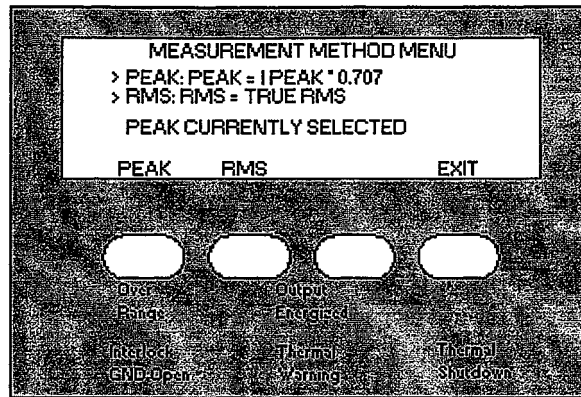 MEASUREMENT METHOD MENU
> PEAK: PEAK = I PEAK * 0.707
> RMS: RMS = TRUE RMS
PEAK CURRENTLY SELECTED
PEAK RMS EXIT
Over Output
Range Energized
Interlock Thermal Thermal
GND-Open Warning Shutdown